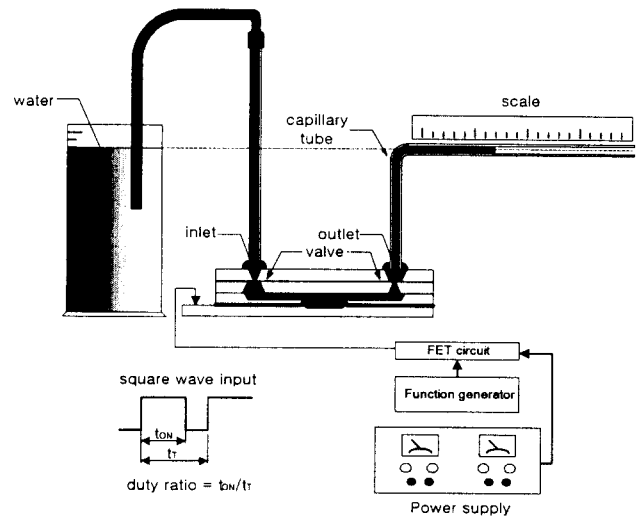 water
scale
capillary
tube
inlet
outlet
valve
FET circuit
square wave input
Function generator
tON
tT
duty ratio = tON/tT
Power supply